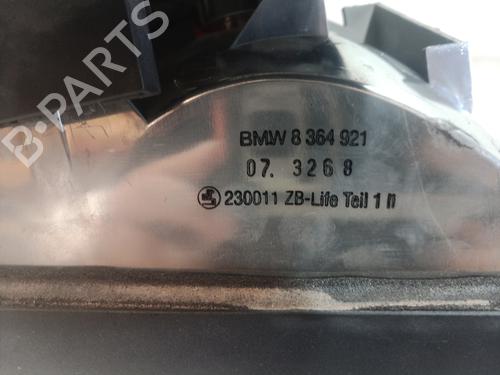 B-PARTS
BMW 8 364 921
07. 3268
230011 ZB-Life Teil 1 n